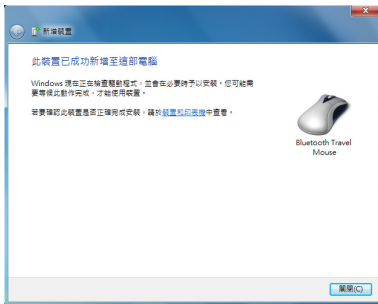 新增裝置
此裝置已成功新增至這部電腦
Windows 現在正在檢查驅動程式，並會在必要時予以安裝。您可能需
要等候此動作完成，才能使用裝置。
若要確認此裝置是否正確完成安裝，請於裝置和印表機中查看。
Bluetooth Travel
Mouse
關閉(C)